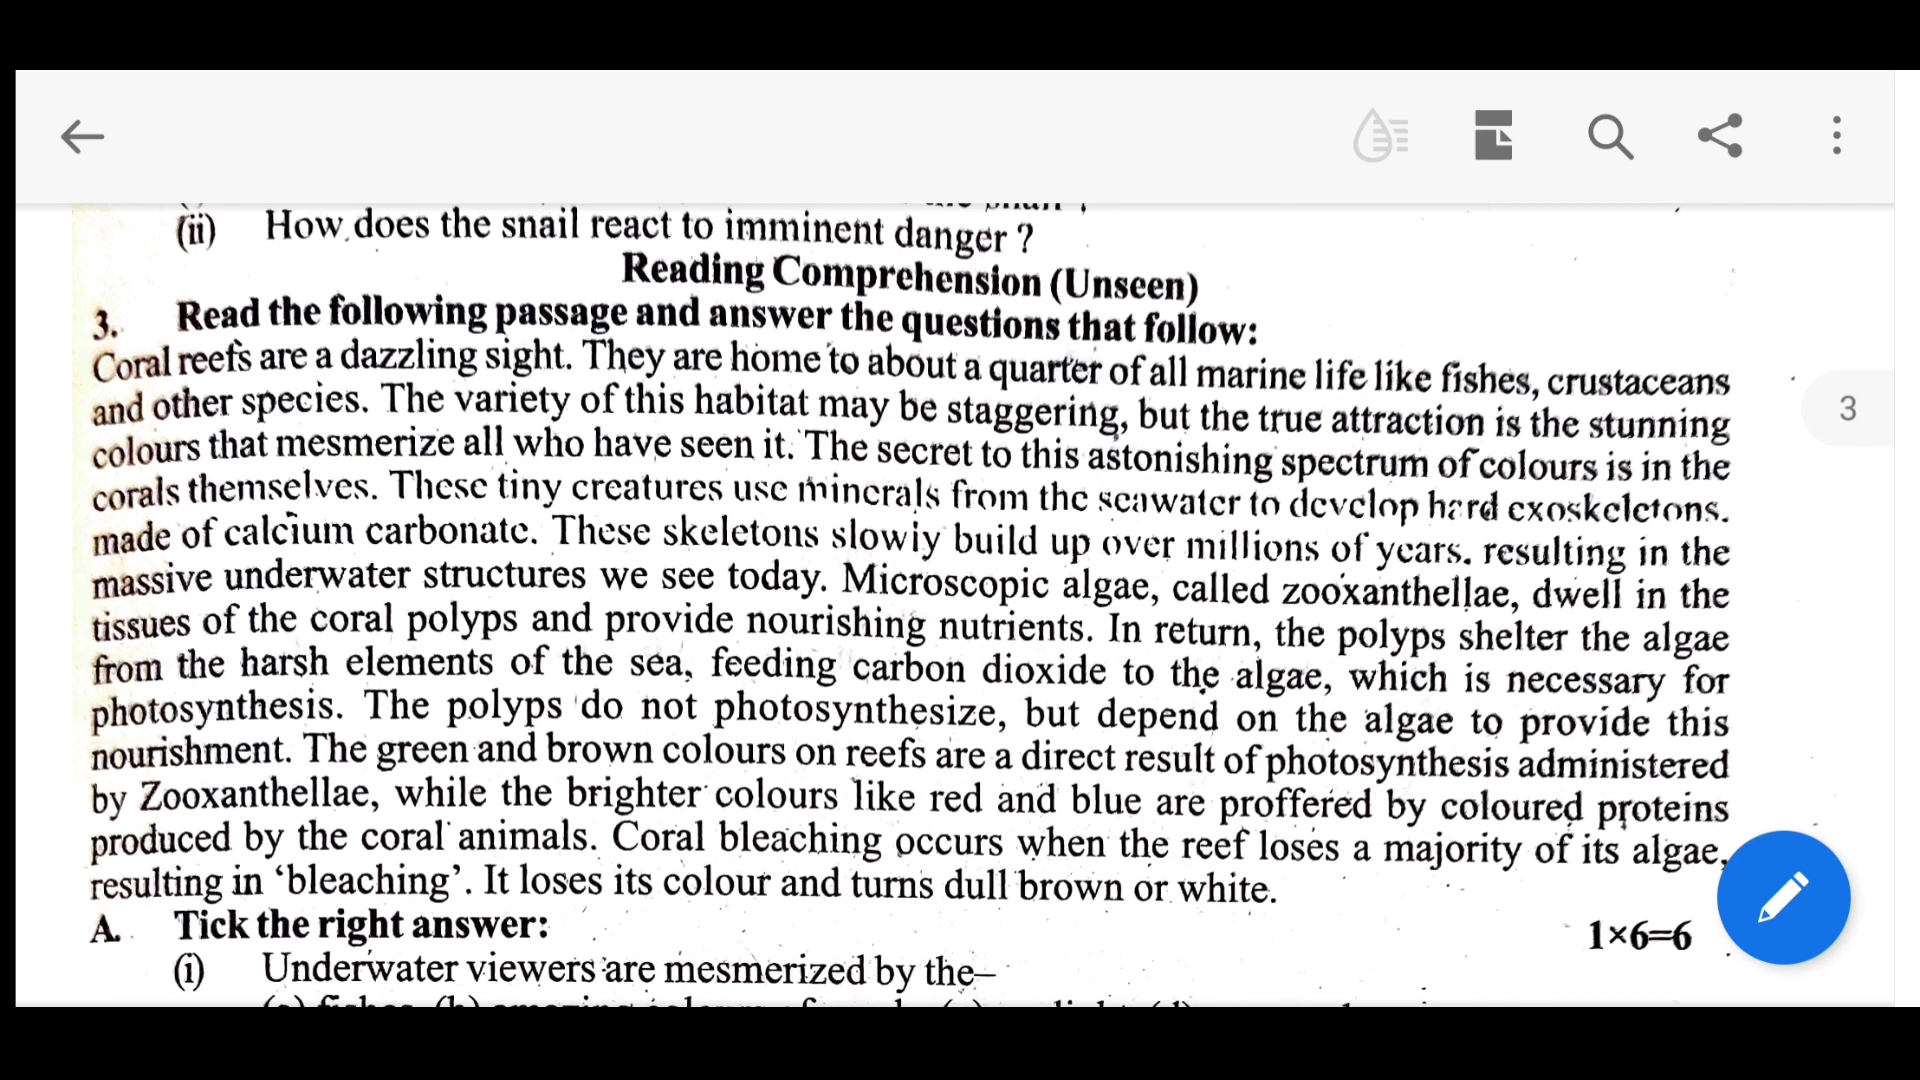 (ii) How does the snail react to imminent danger ?
Reading Comprehension (Unseen)
3. Read the following passage and answer the questions that follow:
Coral reefs are a dazzling sight. They are home to about a quarter of all marine life like fishes, crustaceans
and other species. The variety of this habitat may be staggering, but the true attraction is the stunning
colours that mesmerize all who have seen it. The secret to this astonishing spectrum of colours is in the
corals themselves. These tiny creatures use minerals from the seawater to develop hard exoskeletons.
made of calcium carbonate. These skeletons slowly build up over millions of years. resulting in the
massive underwater structures we see today. Microscopic algae, called zooxanthellae, dwell in the
tissues of the coral polyps and provide nourishing nutrients. In return, the polyps shelter the algae
from the harsh elements of the sea, feeding carbon dioxide to the algae, which is necessary for
photosynthesis. The polyps do not photosynthesize, but depend on the algae to provide this
nourishment. The green and brown colours on reefs are a direct result of photosynthesis administered
by Zooxanthellae, while the brighter colours like red and blue are proffered by coloured proteins
produced by the coral animals. Coral bleaching occurs when the reef loses a majority of its algae,
resulting in ‘bleaching’. It loses its colour and turns dull brown or white.
A. Tick the right answer: 1×6=6
(i) Underwater viewers are mesmerized by the–
3